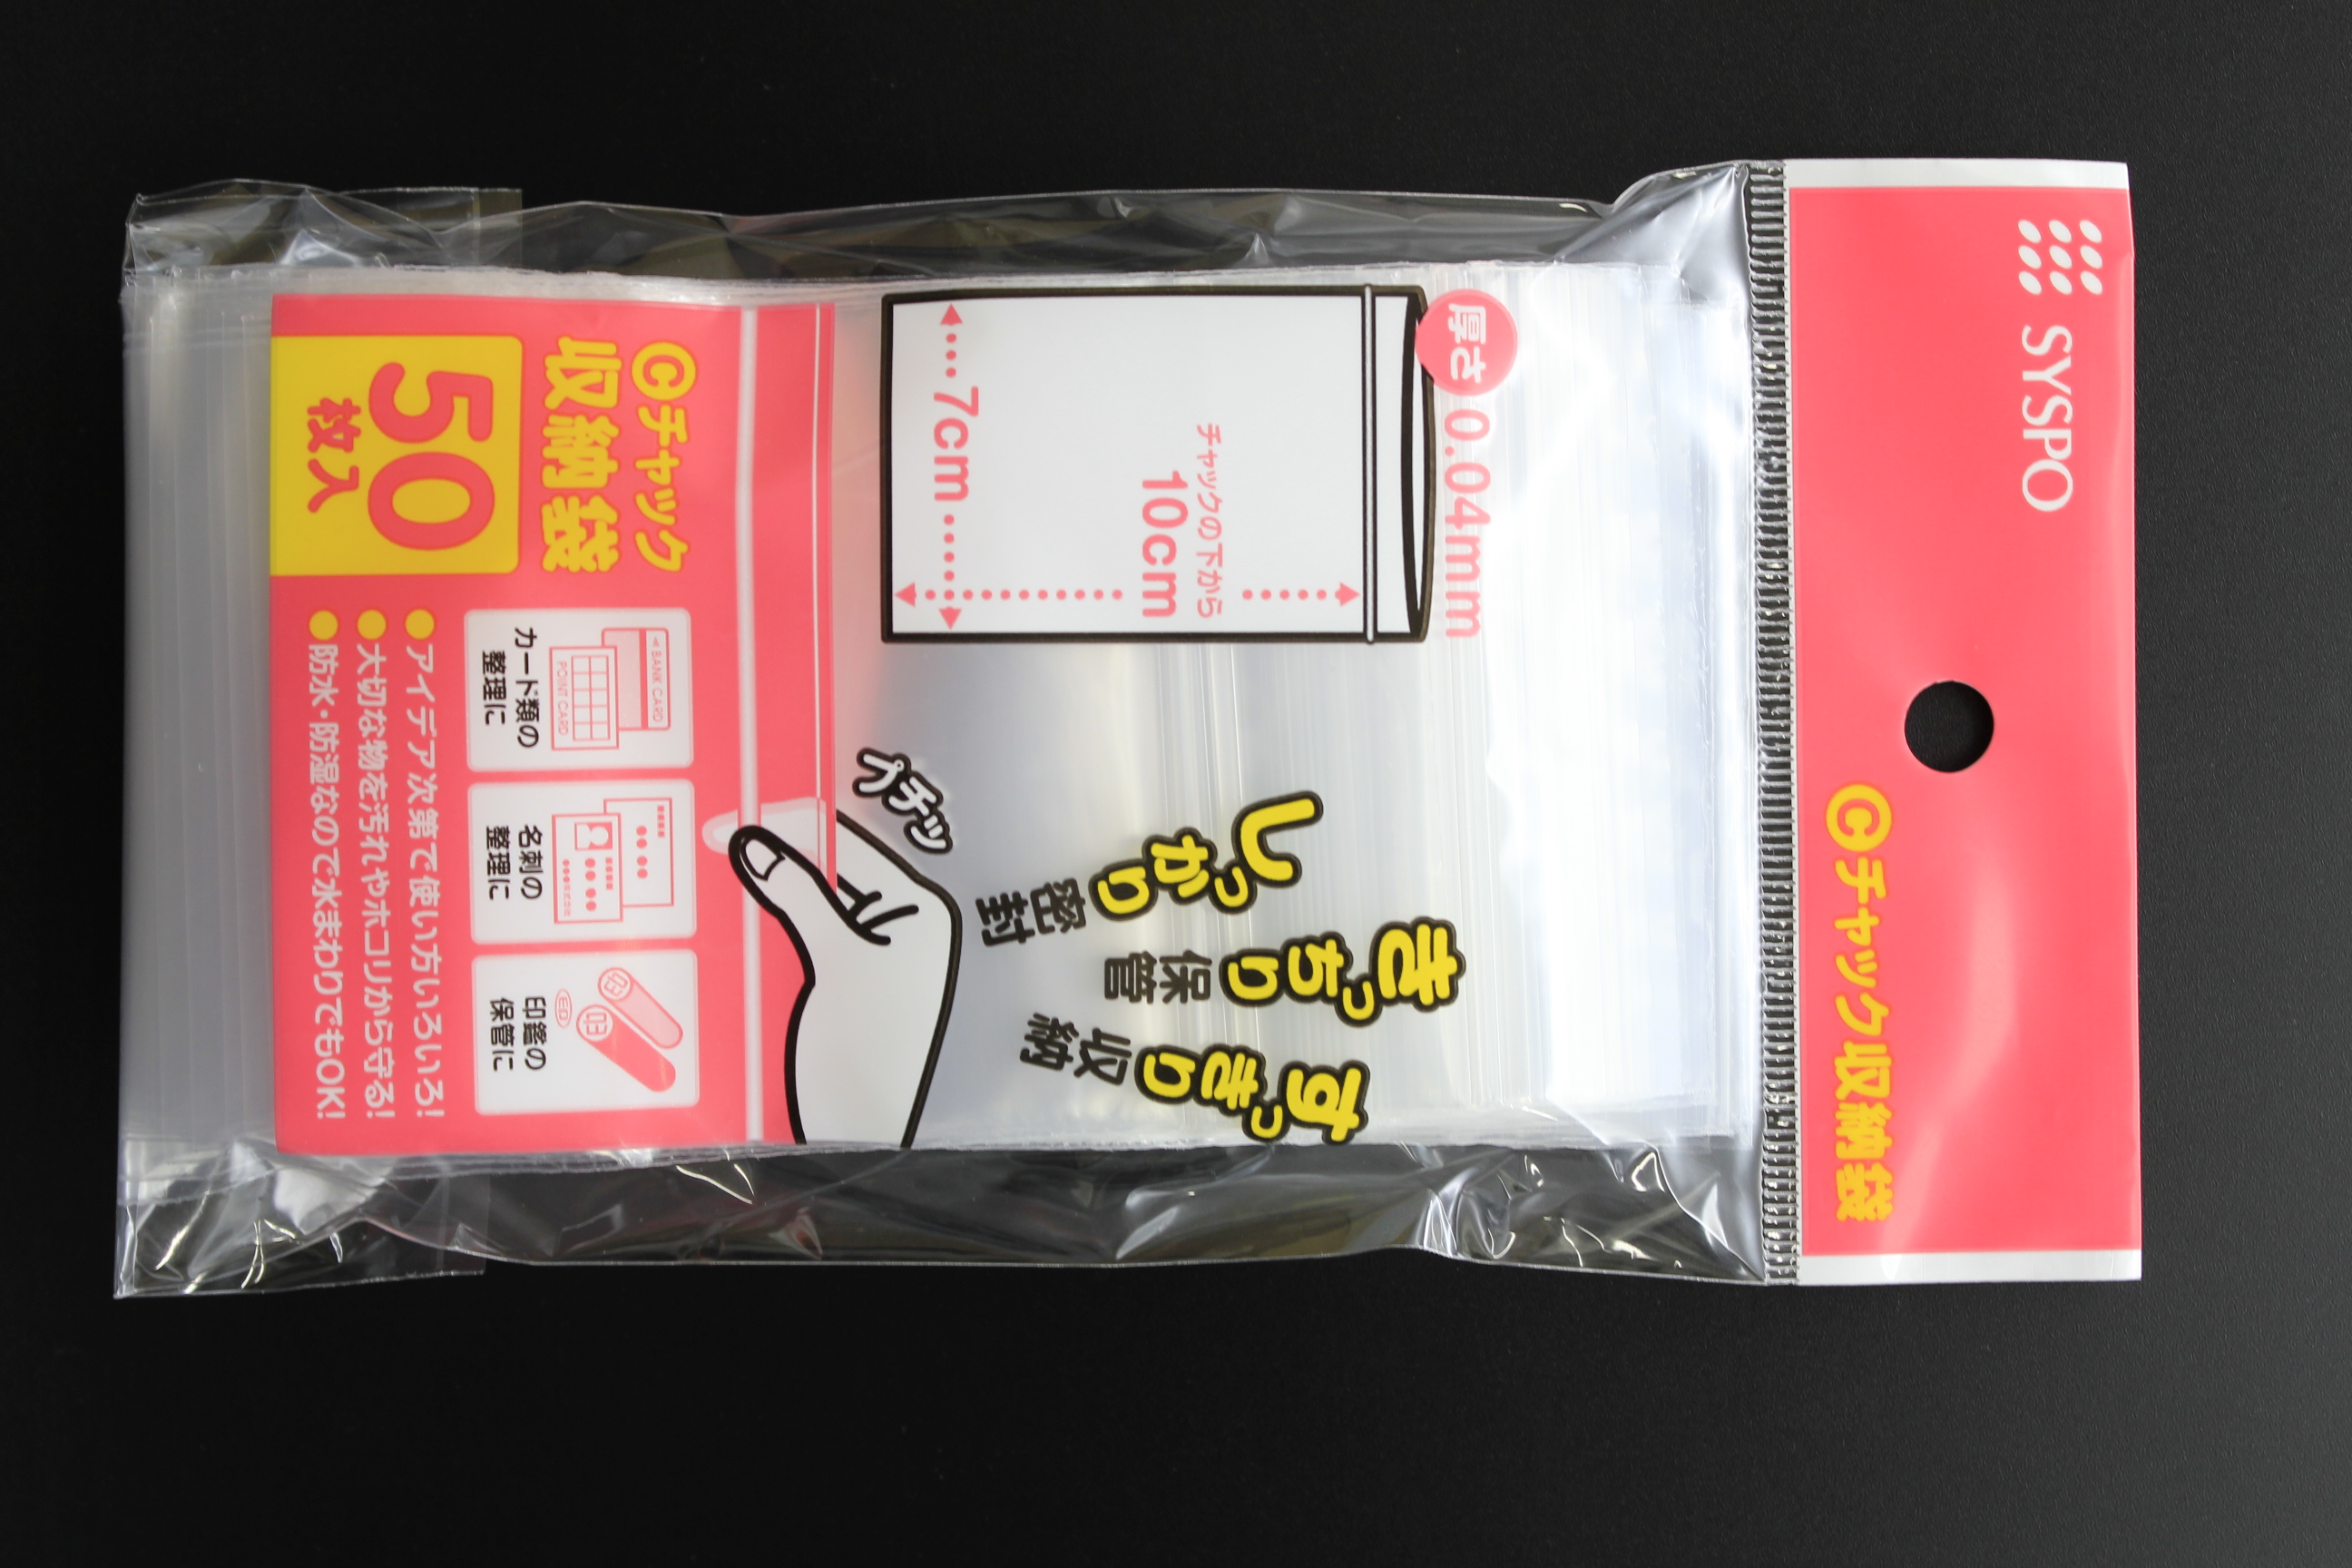 SYSPO
Ⓒチャック収納袋
厚さ 0.04mm
チャックの下から
10cm
7cm
しっかり密封
きっちり保管
すっきり収納
プチッ
Ⓒチャック
収納袋
50
枚入
BANK CARD
POINT CARD
カード類の
整理に
名刺の
整理に
印鑑の
保管に
アイデア次第で使い方いろいろ!
大切な物を汚れやホコリから守る!
防水・防湿なので水まわりでもOK!